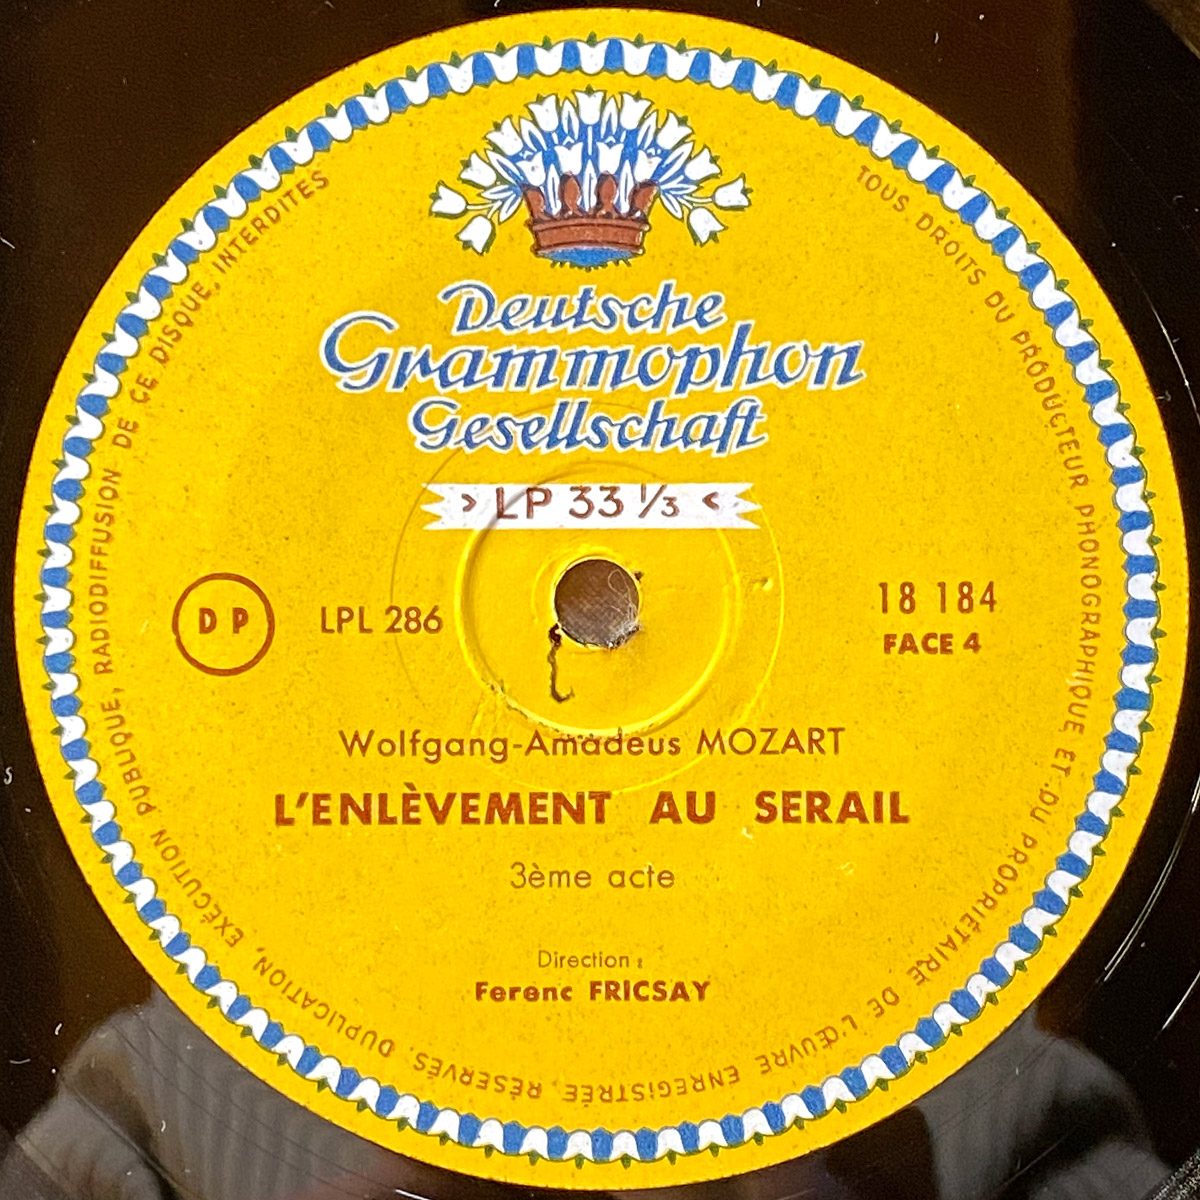 TOUS DROITS DU PRODUCTEUR PHONOGRAPHIQUE ET DU PROPRIÉTAIRE DE L'ŒUVRE ENREGISTRÉE RÉSERVÉS. DUPLICATION, EXÉCUTION PUBLIQUE, RADIODIFFUSION DE CE DISQUE, INTERDITES
Deutsche
Grammophon
Gesellschaft
> LP 33 1/3 <
DP
LPL 286
18 184
FACE 4
Wolfgang-Amadeus MOZART
L'ENLÈVEMENT AU SERAIL
3ème acte
Direction :
Ferenc FRICSAY